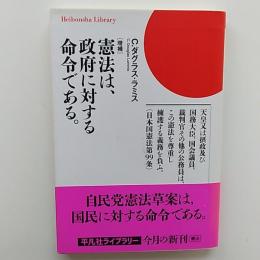 Heibonsha Library
[増補]
憲法は、
政府に対する
命令である。
C.ダグラス・ラミス
C. Douglas Lummis
天皇又は摂政及び
国務大臣、国会議員、
裁判官その他の公務員は、
この憲法を尊重し
擁護する義務を負ふ。
(日本国憲法第99条)
自民党憲法草案は、
国民に対する命令である。
平凡社ライブラリー 今月の新刊